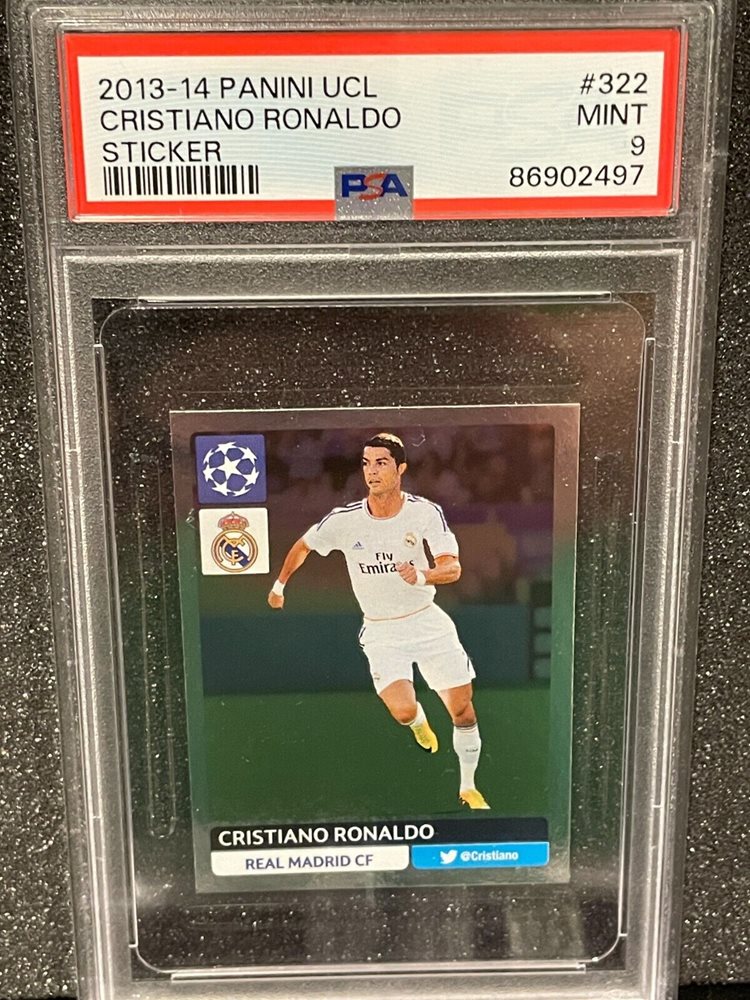 2013-14 PANINI UCL #322
CRISTIANO RONALDO MINT
STICKER 9
PSA 86902497
Fly
Emirates
CRISTIANO RONALDO
REAL MADRID CF
@Cristiano